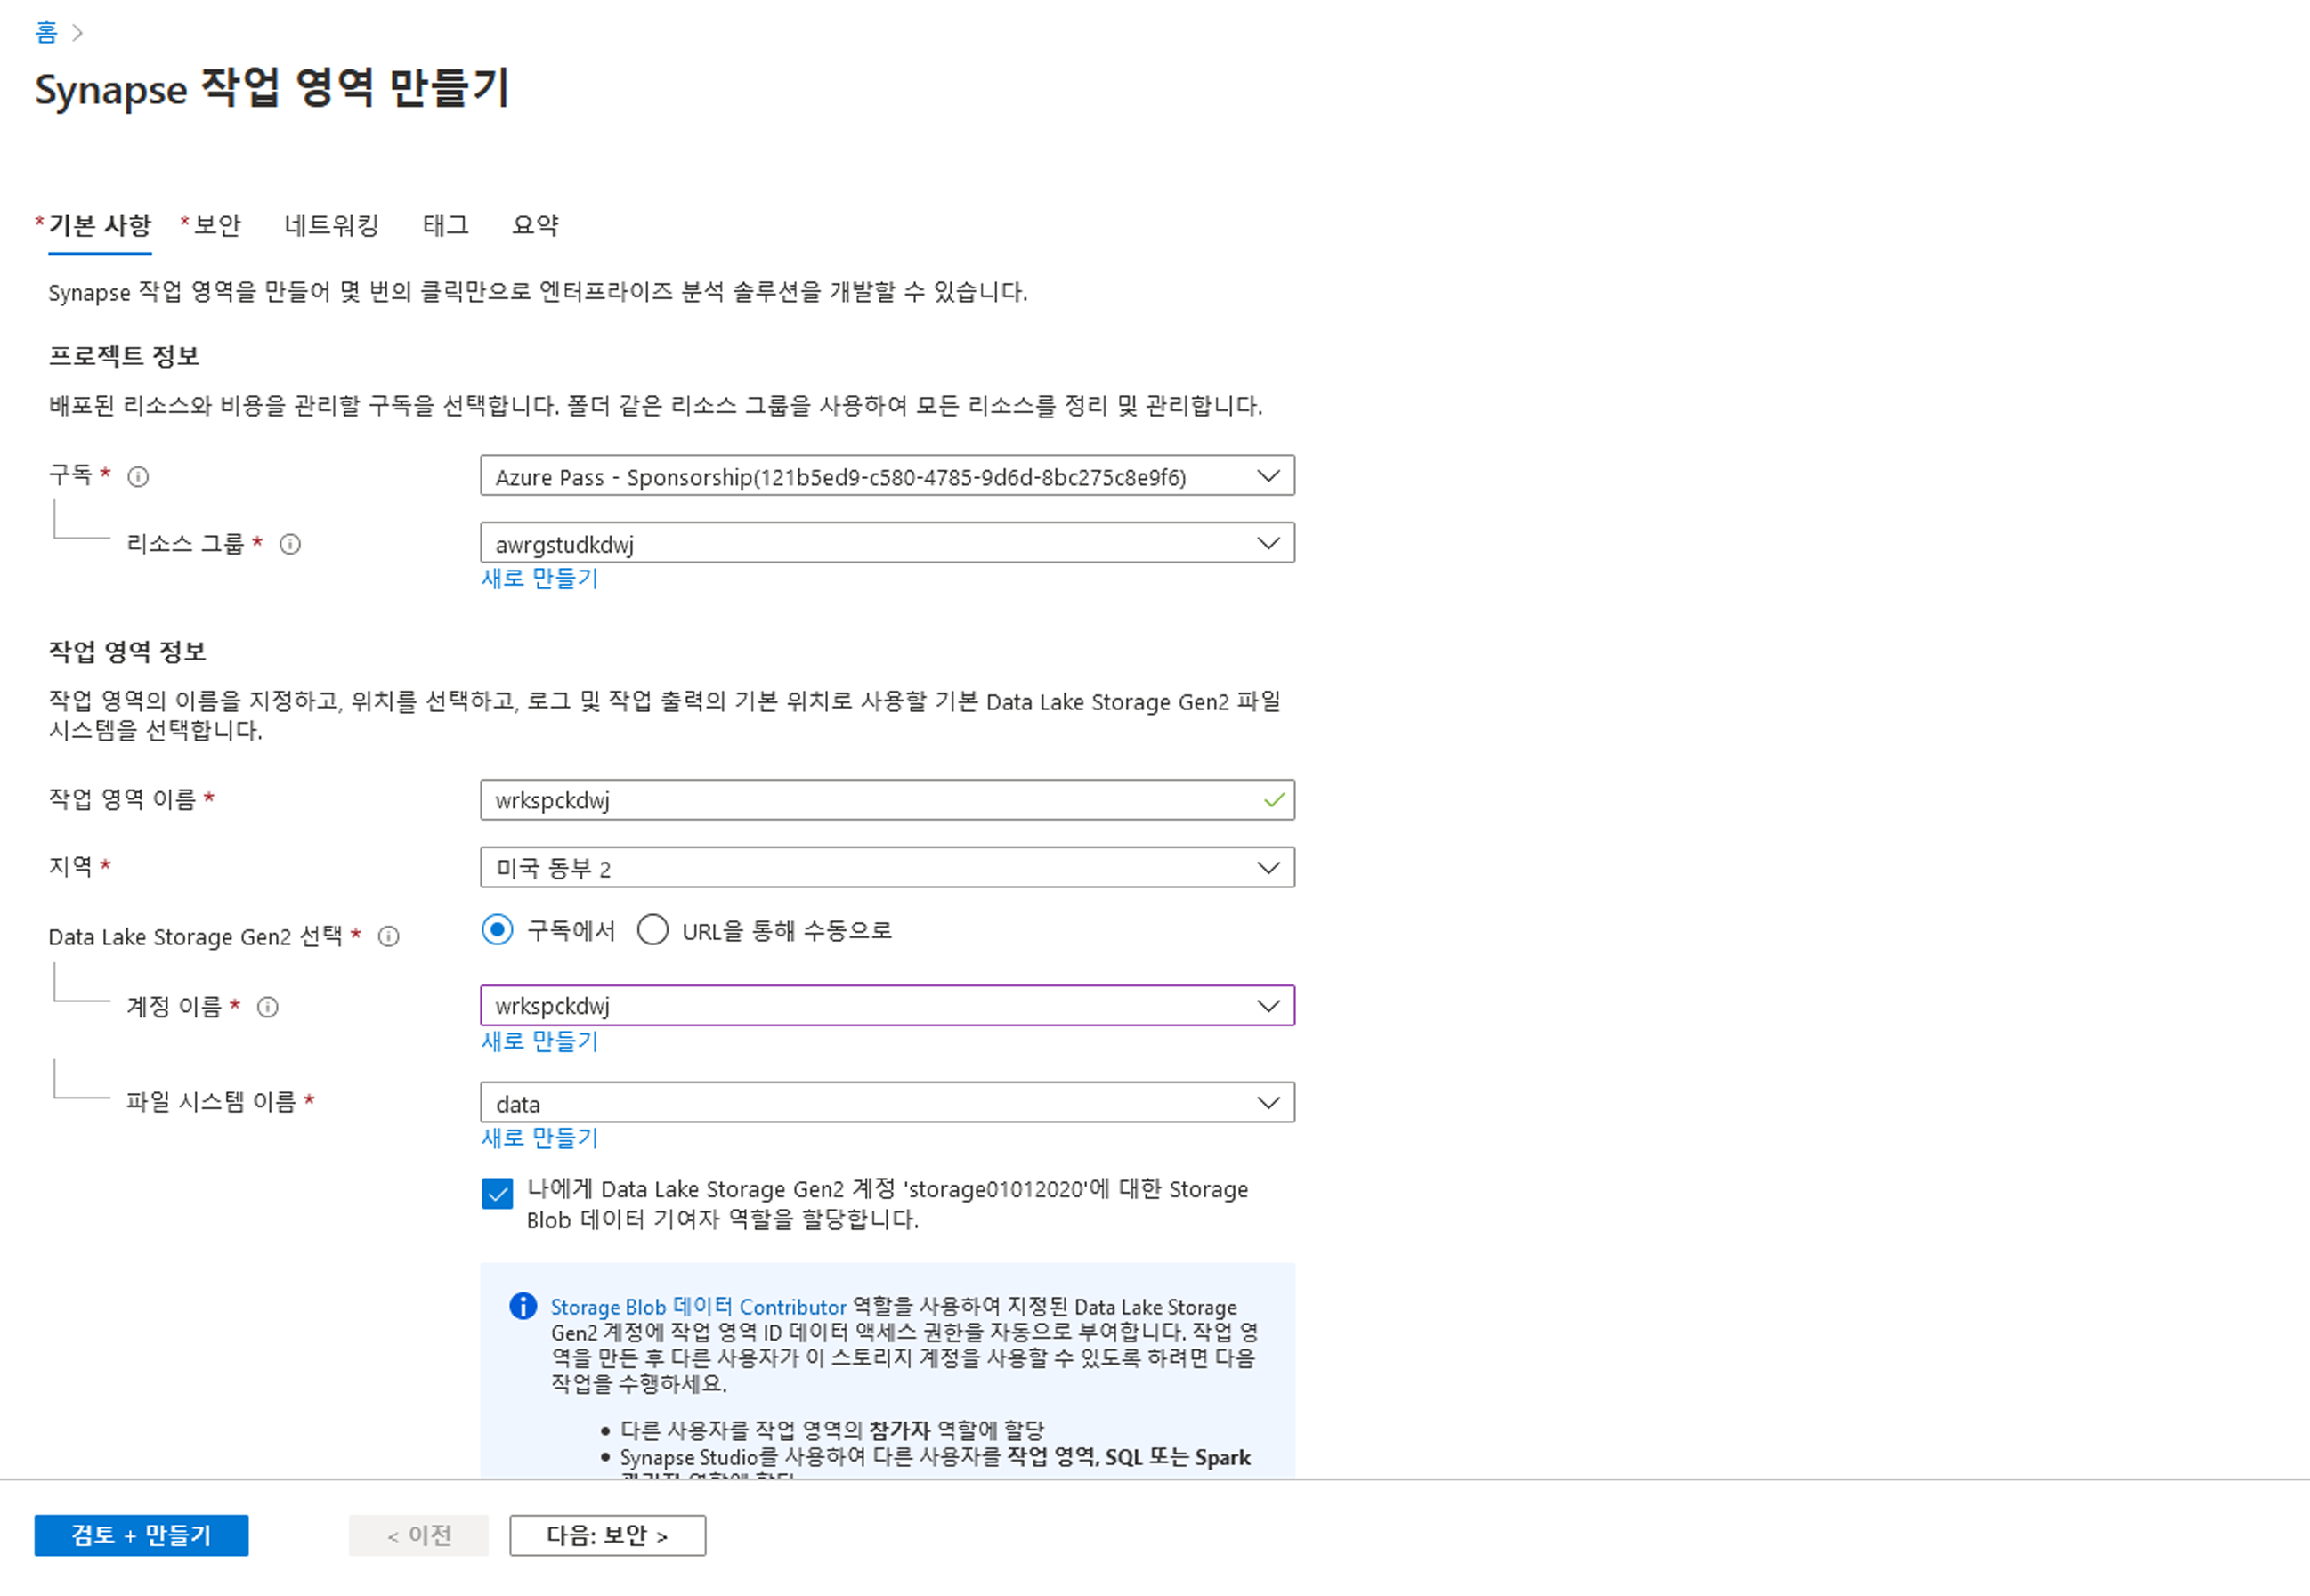 홈 >
Synapse 작업 영역 만들기
* 기본 사항 * 보안 네트워킹 태그 요약
Synapse 작업 영역을 만들어 몇 번의 클릭만으로 엔터프라이즈 분석 솔루션을 개발할 수 있습니다.
프로젝트 정보
배포된 리소스와 비용을 관리할 구독을 선택합니다. 폴더 같은 리소스 그룹을 사용하여 모든 리소스를 정리 및 관리합니다.
구독 * Azure Pass - Sponsorship(121b5ed9-c580-4785-9d6d-8bc275c8e9f6)
리소스 그룹 * awrgstudkdwj
새로 만들기
작업 영역 정보
작업 영역의 이름을 지정하고, 위치를 선택하고, 로그 및 작업 출력의 기본 위치로 사용할 기본 Data Lake Storage Gen2 파일
시스템을 선택합니다.
작업 영역 이름 * wrkspckdwj
지역 * 미국 동부 2
Data Lake Storage Gen2 선택 * 구독에서 URL을 통해 수동으로
계정 이름 * wrkspckdwj
새로 만들기
파일 시스템 이름 * data
새로 만들기
나에게 Data Lake Storage Gen2 계정 'storage01012020'에 대한 Storage
Blob 데이터 기여자 역할을 할당합니다.
Storage Blob 데이터 Contributor 역할을 사용하여 지정된 Data Lake Storage
Gen2 계정에 작업 영역 ID 데이터 액세스 권한을 자동으로 부여합니다. 작업 영
역을 만든 후 다른 사용자가 이 스토리지 계정을 사용할 수 있도록 하려면 다음
작업을 수행하세요.
• 다른 사용자를 작업 영역의 참가자 역할에 할당
• Synapse Studio를 사용하여 다른 사용자를 작업 영역, SQL 또는 Spark
검토 + 만들기 < 이전 다음: 보안 >